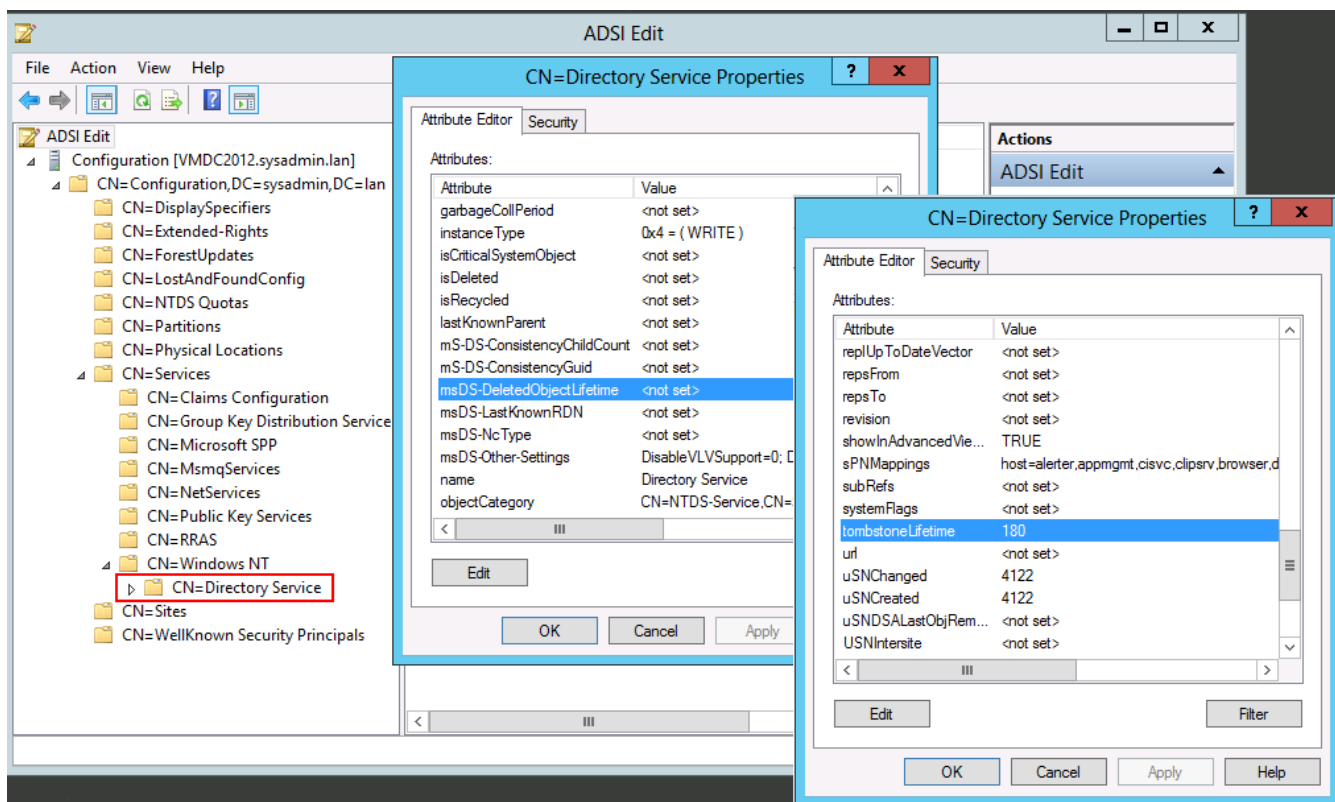 ADSI Edit
File Action View Help
ADSI Edit
Configuration [VMDC2012.sysadmin.lan]
CN=Configuration,DC=sysadmin,DC=lan
CN=DisplaySpecifiers
CN=Extended-Rights
CN=ForestUpdates
CN=LostAndFoundConfig
CN=NTDS Quotas
CN=Partitions
CN=Physical Locations
CN=Services
CN=Claims Configuration
CN=Group Key Distribution Service
CN=Microsoft SPP
CN=MsmqServices
CN=NetServices
CN=Public Key Services
CN=RRAS
CN=Windows NT
CN=Directory Service
CN=Sites
CN=WellKnown Security Principals
CN=Directory Service Properties
Attribute Editor Security
Attributes:
Attribute Value
garbageCollPeriod <not set>
instanceType 0x4 = ( WRITE )
isCriticalSystemObject <not set>
isDeleted <not set>
isRecycled <not set>
lastKnownParent <not set>
mS-DS-ConsistencyChildCount <not set>
mS-DS-ConsistencyGuid <not set>
msDS-DeletedObjectLifetime <not set>
msDS-LastKnownRDN <not set>
msDS-NcType <not set>
msDS-Other-Settings DisableVLVSupport=0; D
name Directory Service
objectCategory CN=NTDS-Service,CN=
Edit
OK Cancel Apply
Actions
ADSI Edit
CN=Directory Service Properties
Attribute Editor Security
Attributes:
Attribute Value
replUpToDateVector <not set>
repsFrom <not set>
repsTo <not set>
revision <not set>
showInAdvancedVie... TRUE
sPNMappings host=alerter,appmgmt,cisvc,clipsrv,browser,d
subRefs <not set>
systemFlags <not set>
tombstoneLifetime 180
url <not set>
uSNChanged 4122
uSNCreated 4122
uSNDSALastObjRem... <not set>
USNIntersite <not set>
Edit Filter
OK Cancel Apply Help